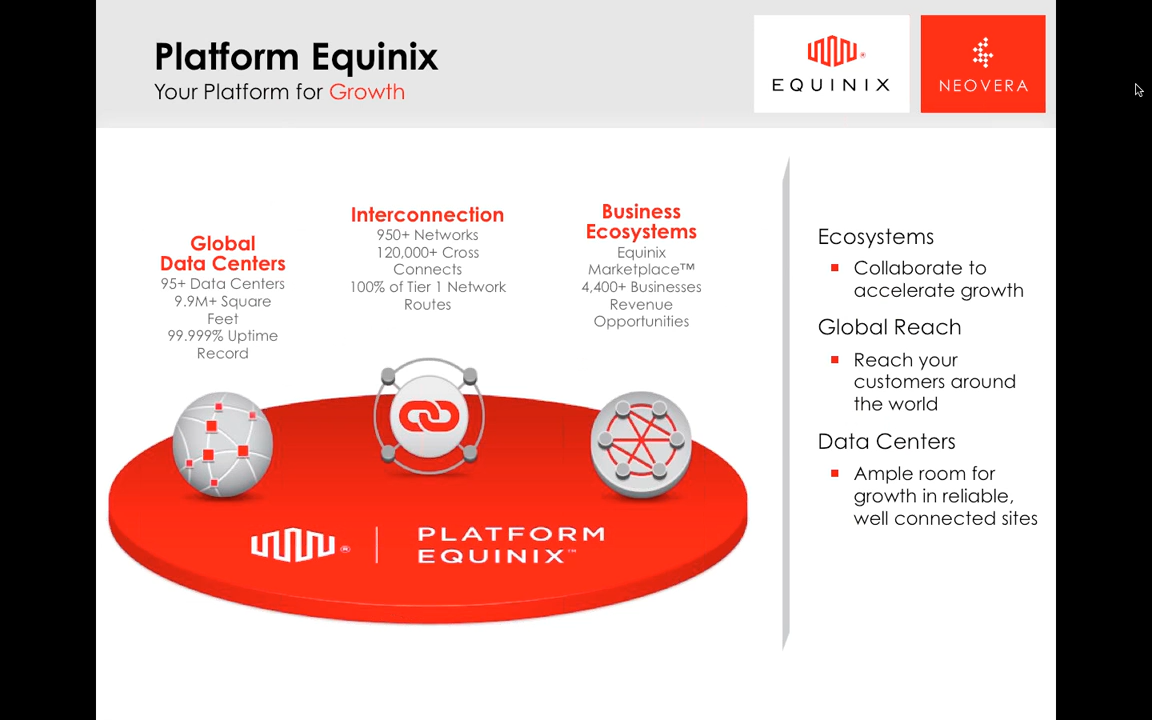 Platform Equinix
Your Platform for Growth
EQUINIX
NEOVERA
Global
Data Centers
95+ Data Centers
9.9M+ Square
Feet
99.999% Uptime
Record
Interconnection
950+ Networks
120,000+ Cross
Connects
100% of Tier 1 Network
Routes
Business
Ecosystems
Equinix
Marketplace™
4,400+ Businesses
Revenue
Opportunities
® | PLATFORM
EQUINIX™
Ecosystems
Collaborate to
accelerate growth
Global Reach
Reach your
customers around
the world
Data Centers
Ample room for
growth in reliable,
well connected sites